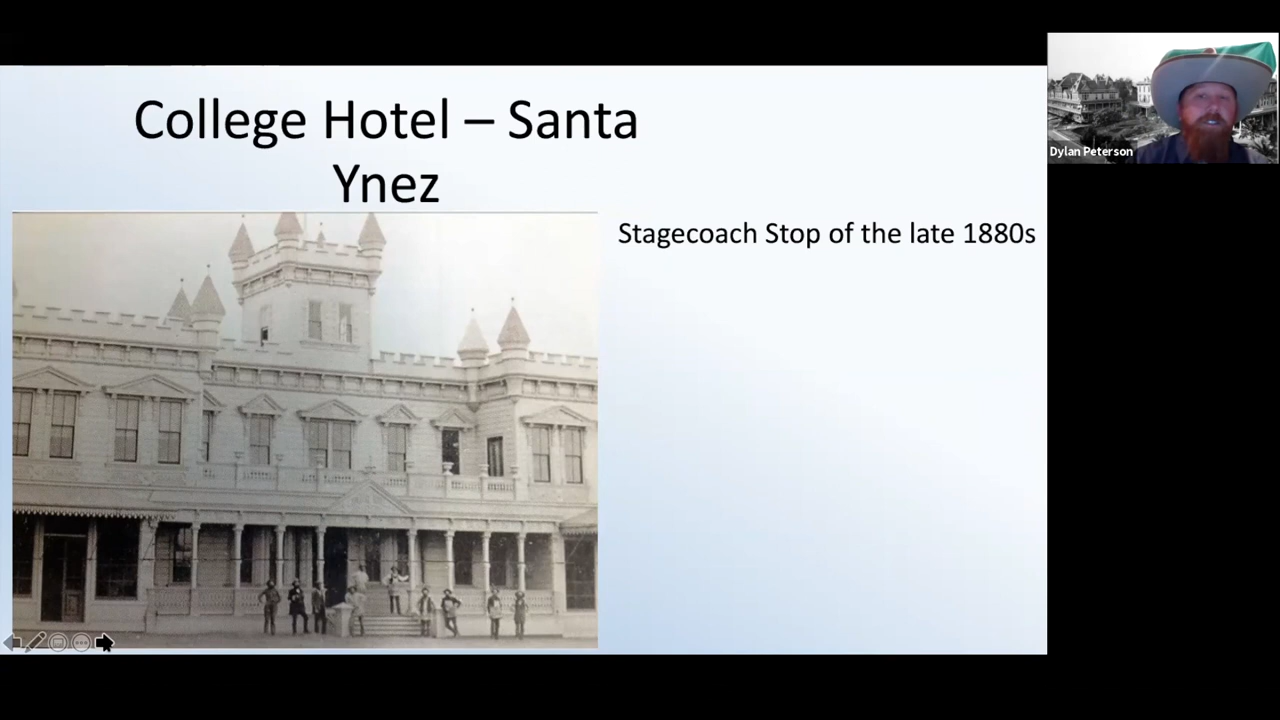 College Hotel – Santa
Ynez
Stagecoach Stop of the late 1880s
Dylan Peterson